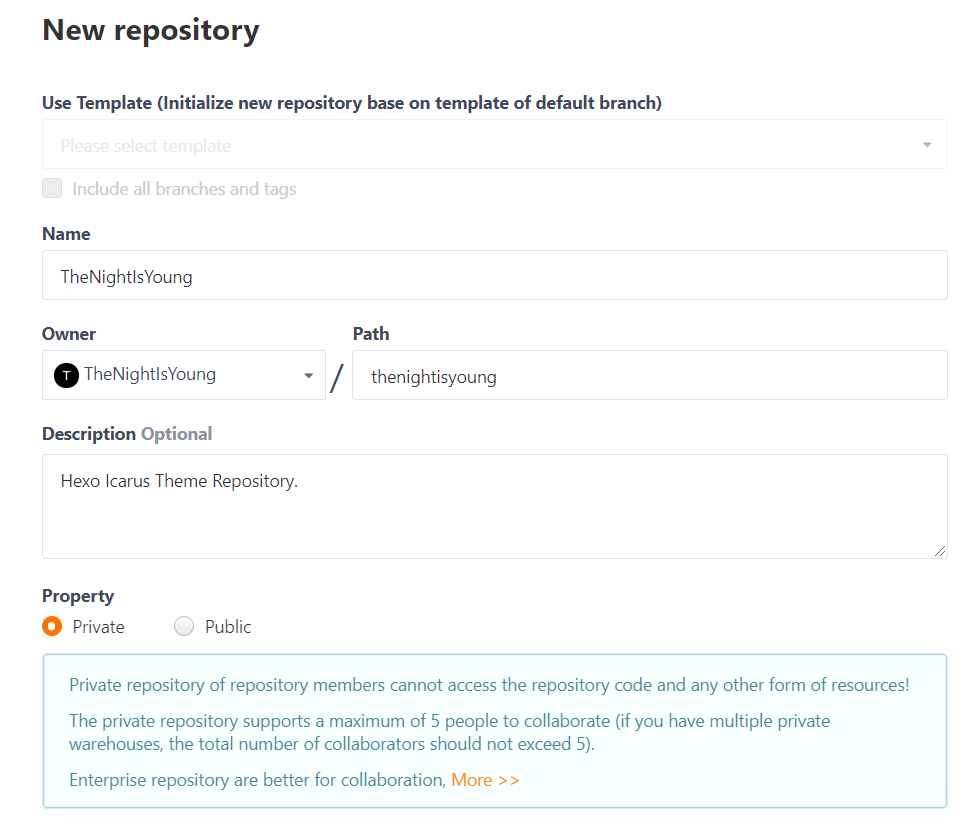 New repository
Use Template (Initialize new repository base on template of default branch)
Please select template
Include all branches and tags
Name
TheNightIsYoung
Owner
Path
T TheNightIsYoung
/
thenightisyoung
Description Optional
Hexo Icarus Theme Repository.
Property
Private
Public
Private repository of repository members cannot access the repository code and any other form of resources!
The private repository supports a maximum of 5 people to collaborate (if you have multiple private
warehouses, the total number of collaborators should not exceed 5).
Enterprise repository are better for collaboration, More >>